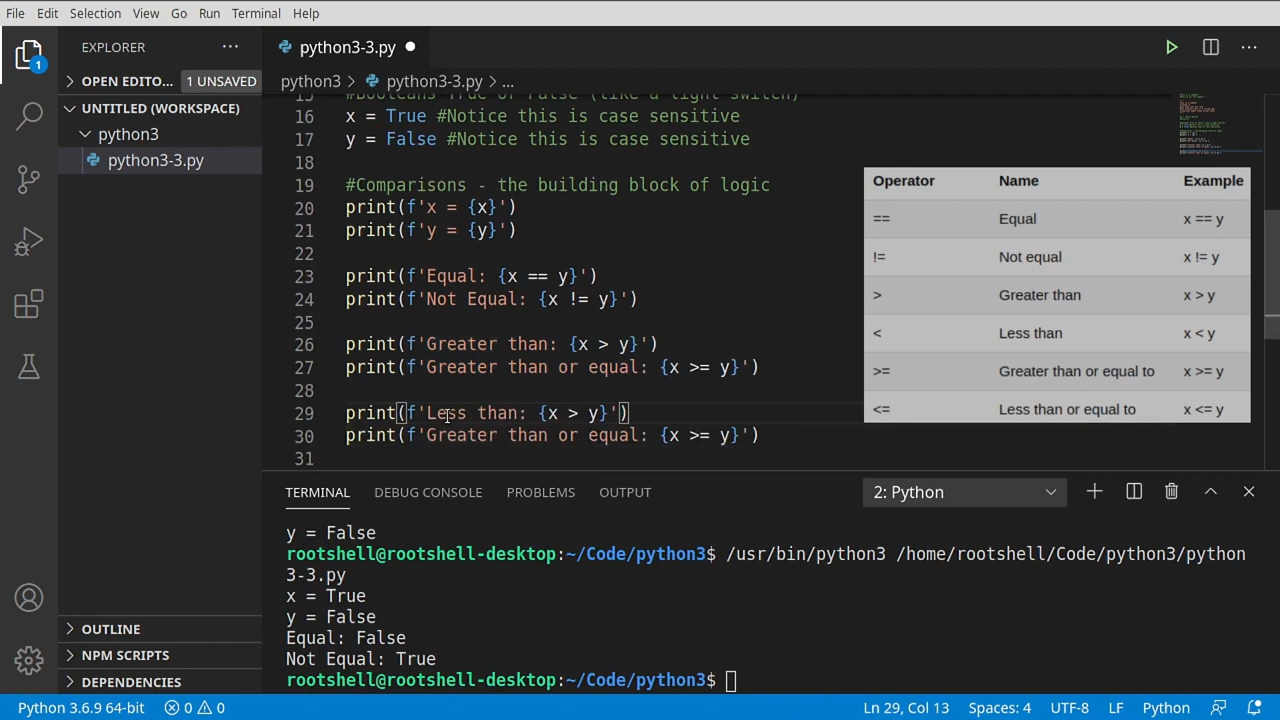 File Edit Selection View Go Run Terminal Help
EXPLORER
OPEN EDITO... 1 UNSAVED
UNTITLED (WORKSPACE)
python3
python3-3.py
OUTLINE
NPM SCRIPTS
DEPENDENCIES
python3-3.py
python3 > python3-3.py > ...
15 #Booleans True or False (like a light switch)
16 x = True #Notice this is case sensitive
17 y = False #Notice this is case sensitive
18
19 #Comparisons - the building block of logic
20 print(f'x = {x}')
21 print(f'y = {y}')
22
23 print(f'Equal: {x == y}')
24 print(f'Not Equal: {x != y}')
25
26 print(f'Greater than: {x > y}')
27 print(f'Greater than or equal: {x >= y}')
28
29 print(f'Less than: {x > y}')
30 print(f'Greater than or equal: {x >= y}')
31
Operator Name Example
== Equal x == y
!= Not equal x != y
> Greater than x > y
< Less than x < y
>= Greater than or equal to x >= y
<= Less than or equal to x <= y
TERMINAL DEBUG CONSOLE PROBLEMS OUTPUT 2: Python
y = False
rootshell@rootshell-desktop:~/Code/python3$ /usr/bin/python3 /home/rootshell/Code/python3/python
3-3.py
x = True
y = False
Equal: False
Not Equal: True
rootshell@rootshell-desktop:~/Code/python3$
Python 3.6.9 64-bit 0 0 Ln 29, Col 13 Spaces: 4 UTF-8 LF Python